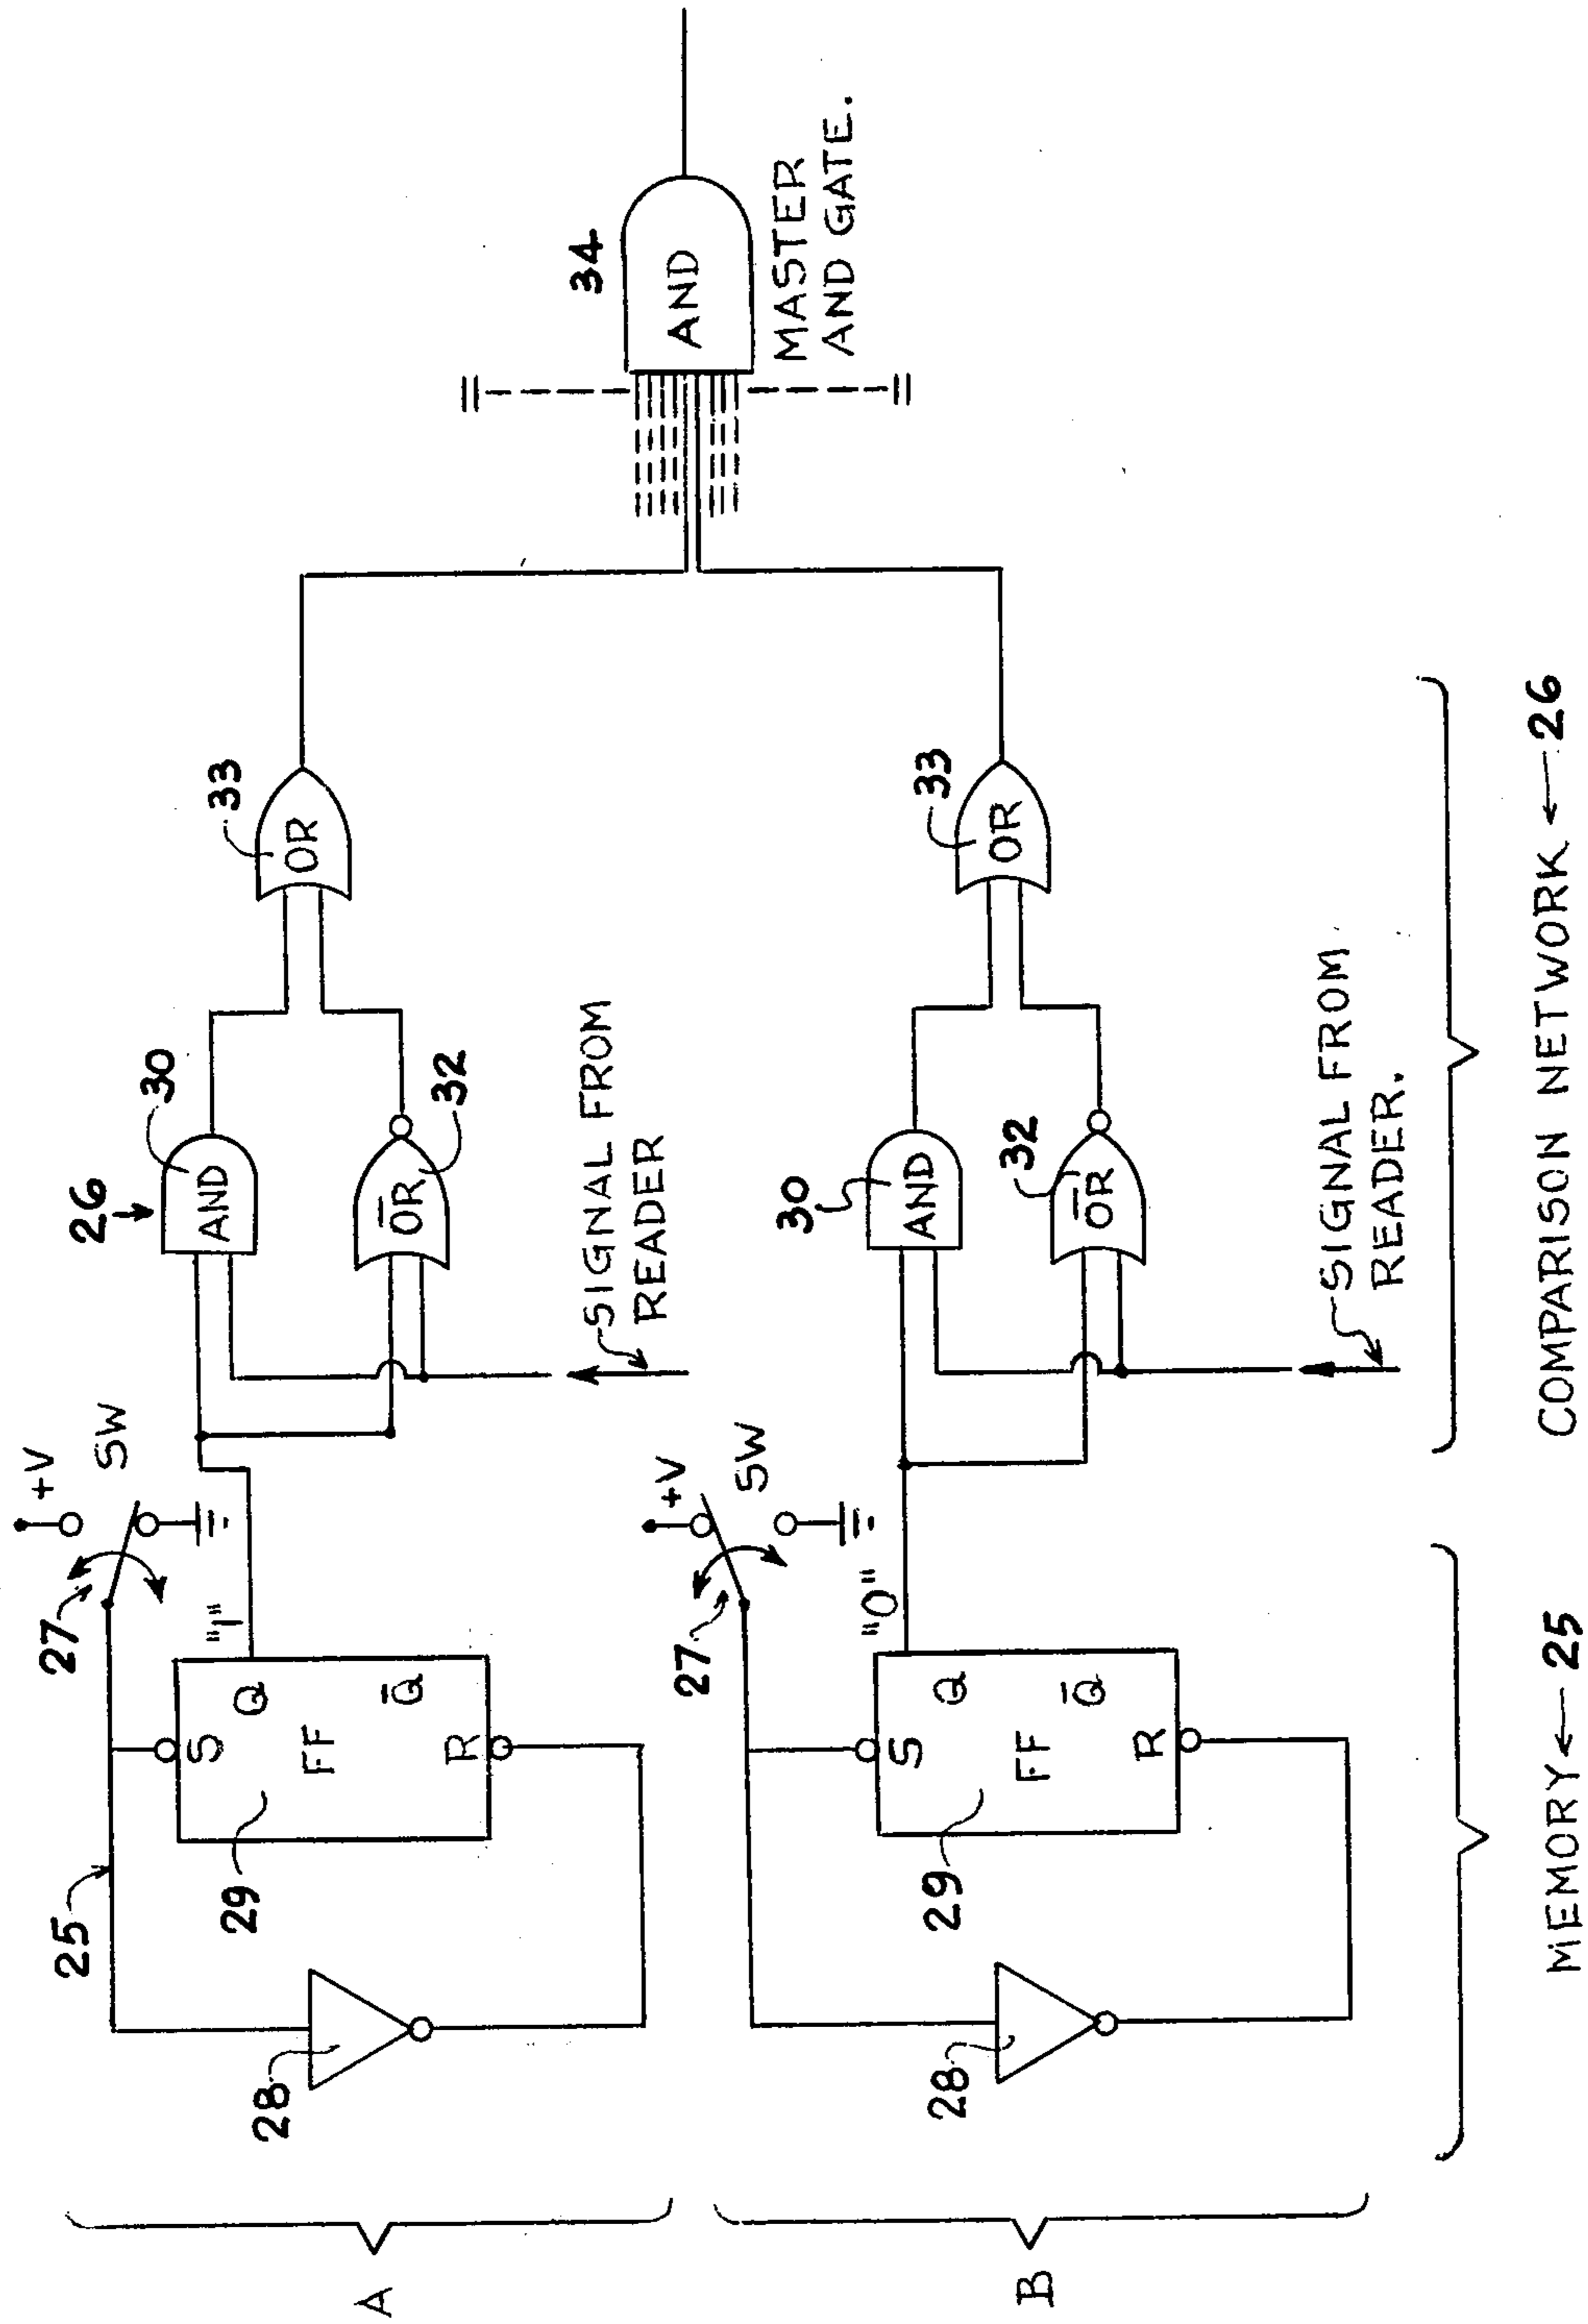 A
25
27
+V
SW
28
29
S
Q
FF
Q̅
R
"1"
26
30
AND
O̅R
32
SIGNAL FROM
READER
33
OR
34
AND
MASTER
AND GATE.
B
27
+V
SW
28
29
S
Q
FF
Q̅
R
"0"
30
AND
32
O̅R
SIGNAL FROM
READER.
33
OR
MEMORY ← 25
COMPARISON NETWORK ← 26